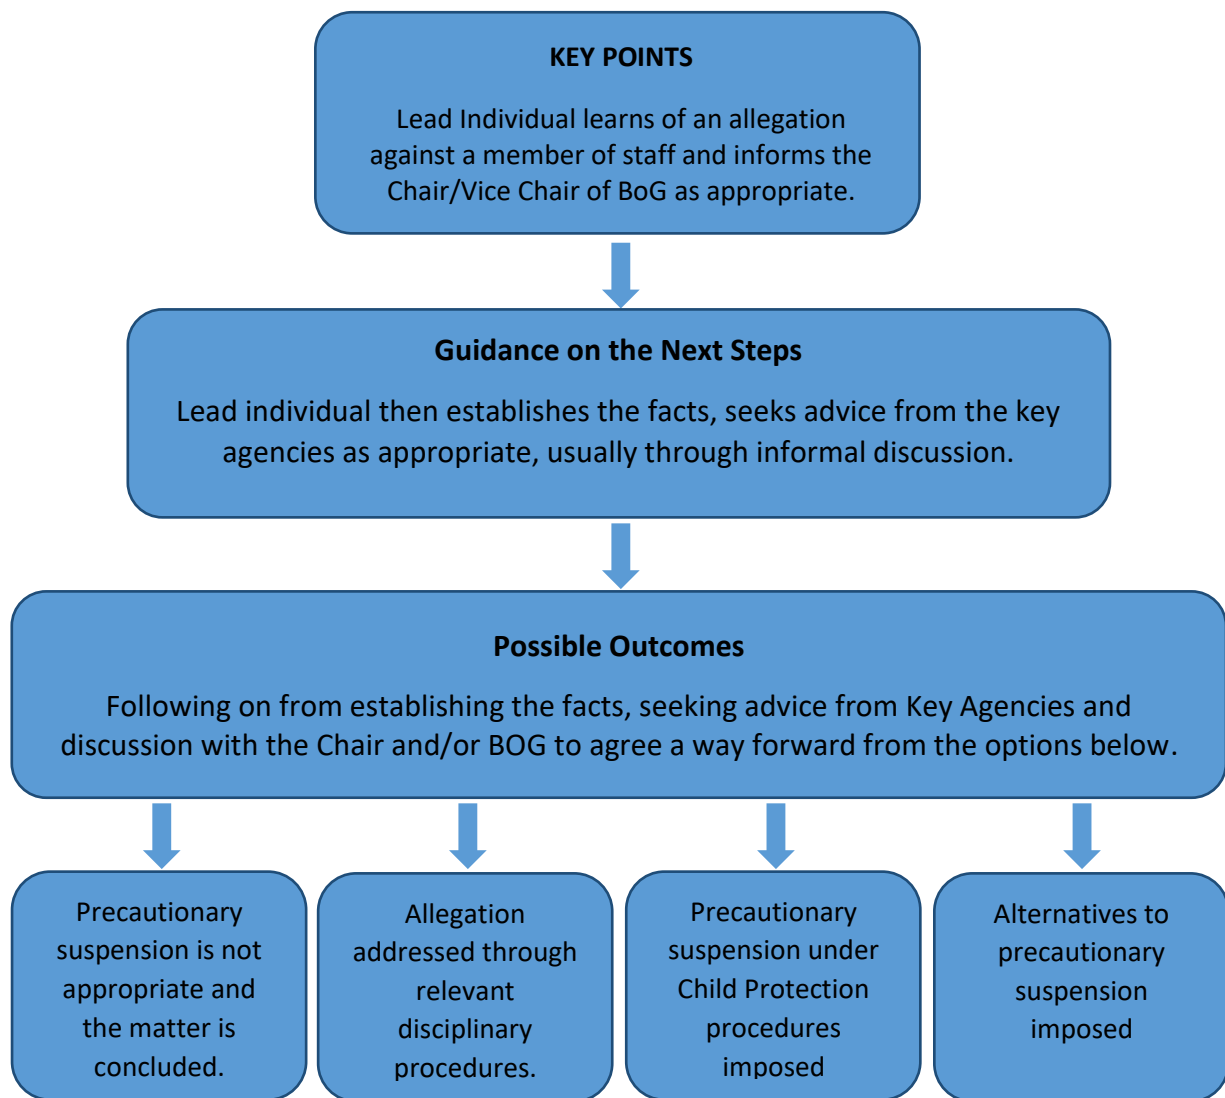 KEY POINTS
Lead Individual learns of an allegation
against a member of staff and informs the
Chair/Vice Chair of BoG as appropriate.
Guidance on the Next Steps
Lead individual then establishes the facts, seeks advice from the key
agencies as appropriate, usually through informal discussion.
Possible Outcomes
Following on from establishing the facts, seeking advice from Key Agencies and
discussion with the Chair and/or BOG to agree a way forward from the options below.
Precautionary
suspension is not
appropriate and
the matter is
concluded.
Allegation
addressed through
relevant
disciplinary
procedures.
Precautionary
suspension under
Child Protection
procedures
imposed
Alternatives to
precautionary
suspension
imposed